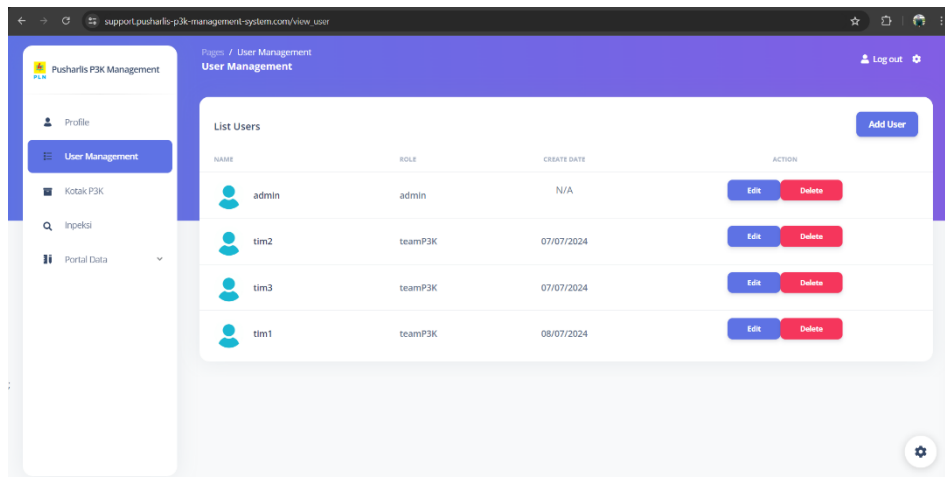 support.pusharlis-p3k-management-system.com/view_user
PLN
Pusharlis P3K Management
Profile
User Management
Kotak P3K
Inpeksi
Portal Data
Pages / User Management
User Management
Log out
List Users
Add User
NAME ROLE CREATE DATE ACTION
admin admin N/A Edit Delete
tim2 teamP3K 07/07/2024 Edit Delete
tim3 teamP3K 07/07/2024 Edit Delete
tim1 teamP3K 08/07/2024 Edit Delete